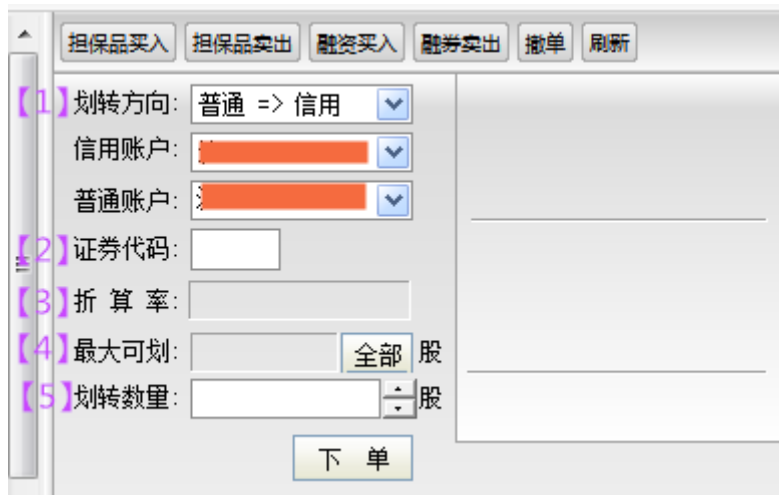 担保品买入 担保品卖出 融资买入 融券卖出 撤单 刷新
【1】划转方向: 普通 => 信用
信用账户:
普通账户:
【2】证券代码:
【3】折 算 率:
【4】最大可划: 全部 股
【5】划转数量: 股
下 单